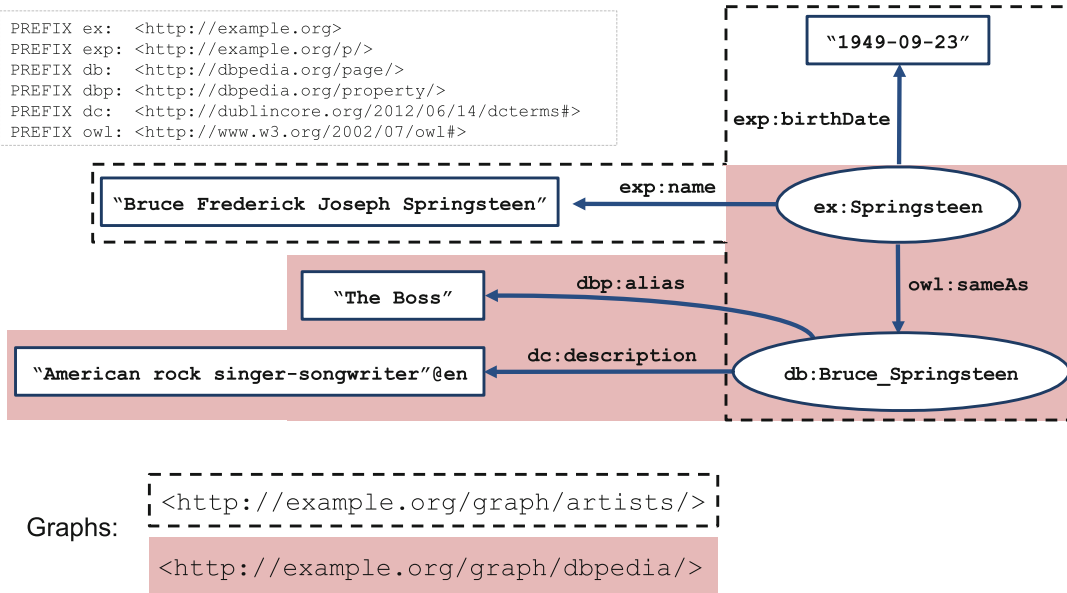 PREFIX ex:  <http://example.org>
PREFIX exp: <http://example.org/p/>
PREFIX db:  <http://dbpedia.org/page/>
PREFIX dbp: <http://dbpedia.org/property/>
PREFIX dc:  <http://dublincore.org/2012/06/14/dcterms#>
PREFIX owl: <http://www.w3.org/2002/07/owl#>
“1949-09-23”
exp:birthDate
exp:name
“Bruce Frederick Joseph Springsteen”
ex:Springsteen
dbp:alias
owl:sameAs
“The Boss”
dc:description
“American rock singer-songwriter”@en
db:Bruce_Springsteen
Graphs:
<http://example.org/graph/artists/>
<http://example.org/graph/dbpedia/>